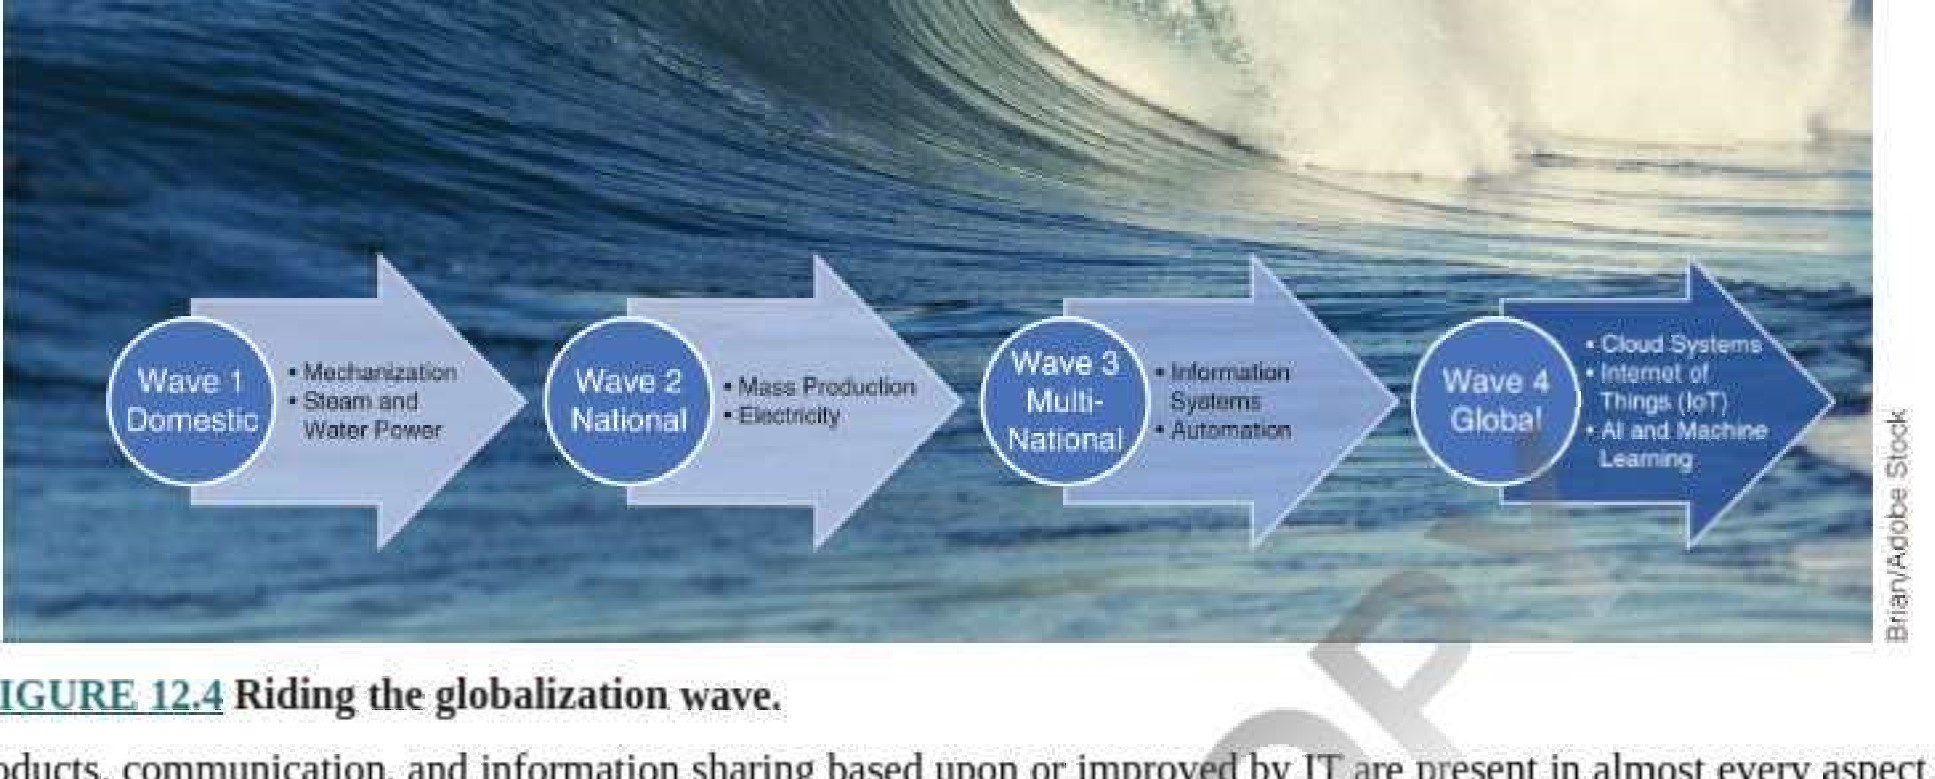 Wave 1
Domestic
• Mechanization
• Steam and
Water Power
Wave 2
National
• Mass Production
• Electricity
Wave 3
Multi-
National
• Information
Systems
• Automation
Wave 4
Global
• Cloud Systems
• Internet of
Things (IoT)
• AI and Machine
Learning
Brian/Adobe Stock
IGURE 12.4 Riding the globalization wave.
oducts, communication, and information sharing based upon or improved by IT are present in almost every aspect